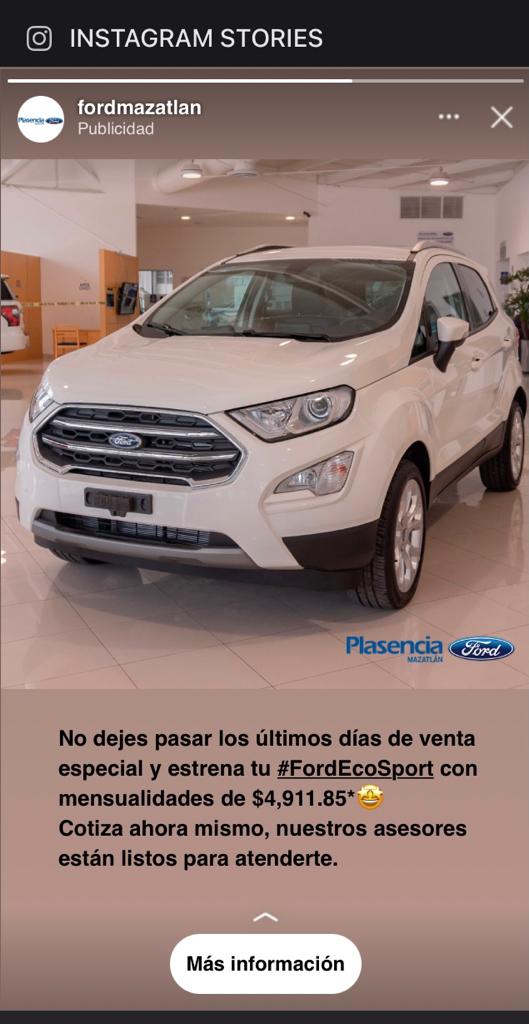 INSTAGRAM STORIES
fordmazatlan
Publicidad
Plasencia Ford
Ford
Plasencia
MAZATLÁN
Ford
No dejes pasar los últimos días de venta
especial y estrena tu #FordEcoSport con
mensualidades de $4,911.85*🤩
Cotiza ahora mismo, nuestros asesores
están listos para atenderte.
Más información